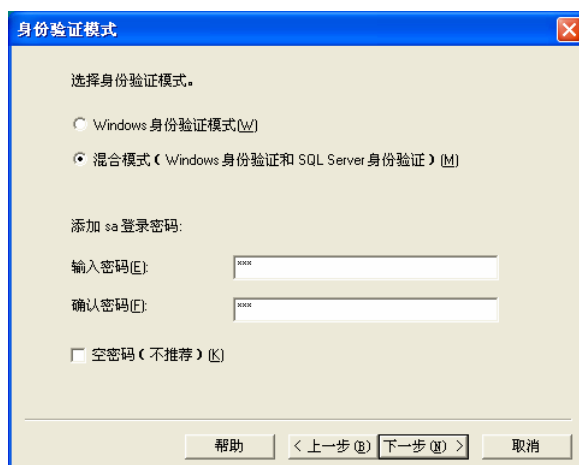 身份验证模式
选择身份验证模式。
Windows 身份验证模式(W)
混合模式（Windows 身份验证和 SQL Server 身份验证）(M)
添加 sa 登录密码:
输入密码(E): ***
确认密码(F): ***
空密码（不推荐）(K)
帮助 < 上一步(B) 下一步(N) > 取消